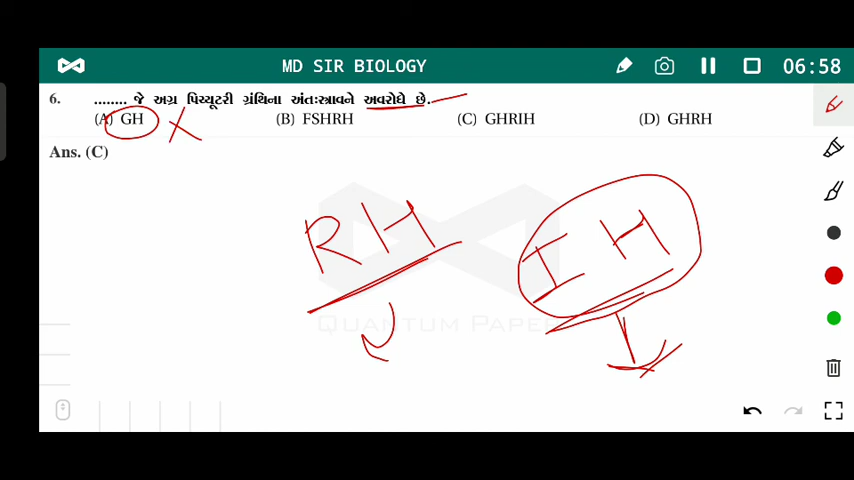 MD SIR BIOLOGY
06:58
6. ........ જે અગ્ર પિચ્યૂટરી ગ્રંથિના અંતઃસ્ત્રાવને અવરોધે છે.
(A) GH (B) FSHRH (C) GHRIH (D) GHRH
Ans. (C)
RH IH
QUANTUM PAPER